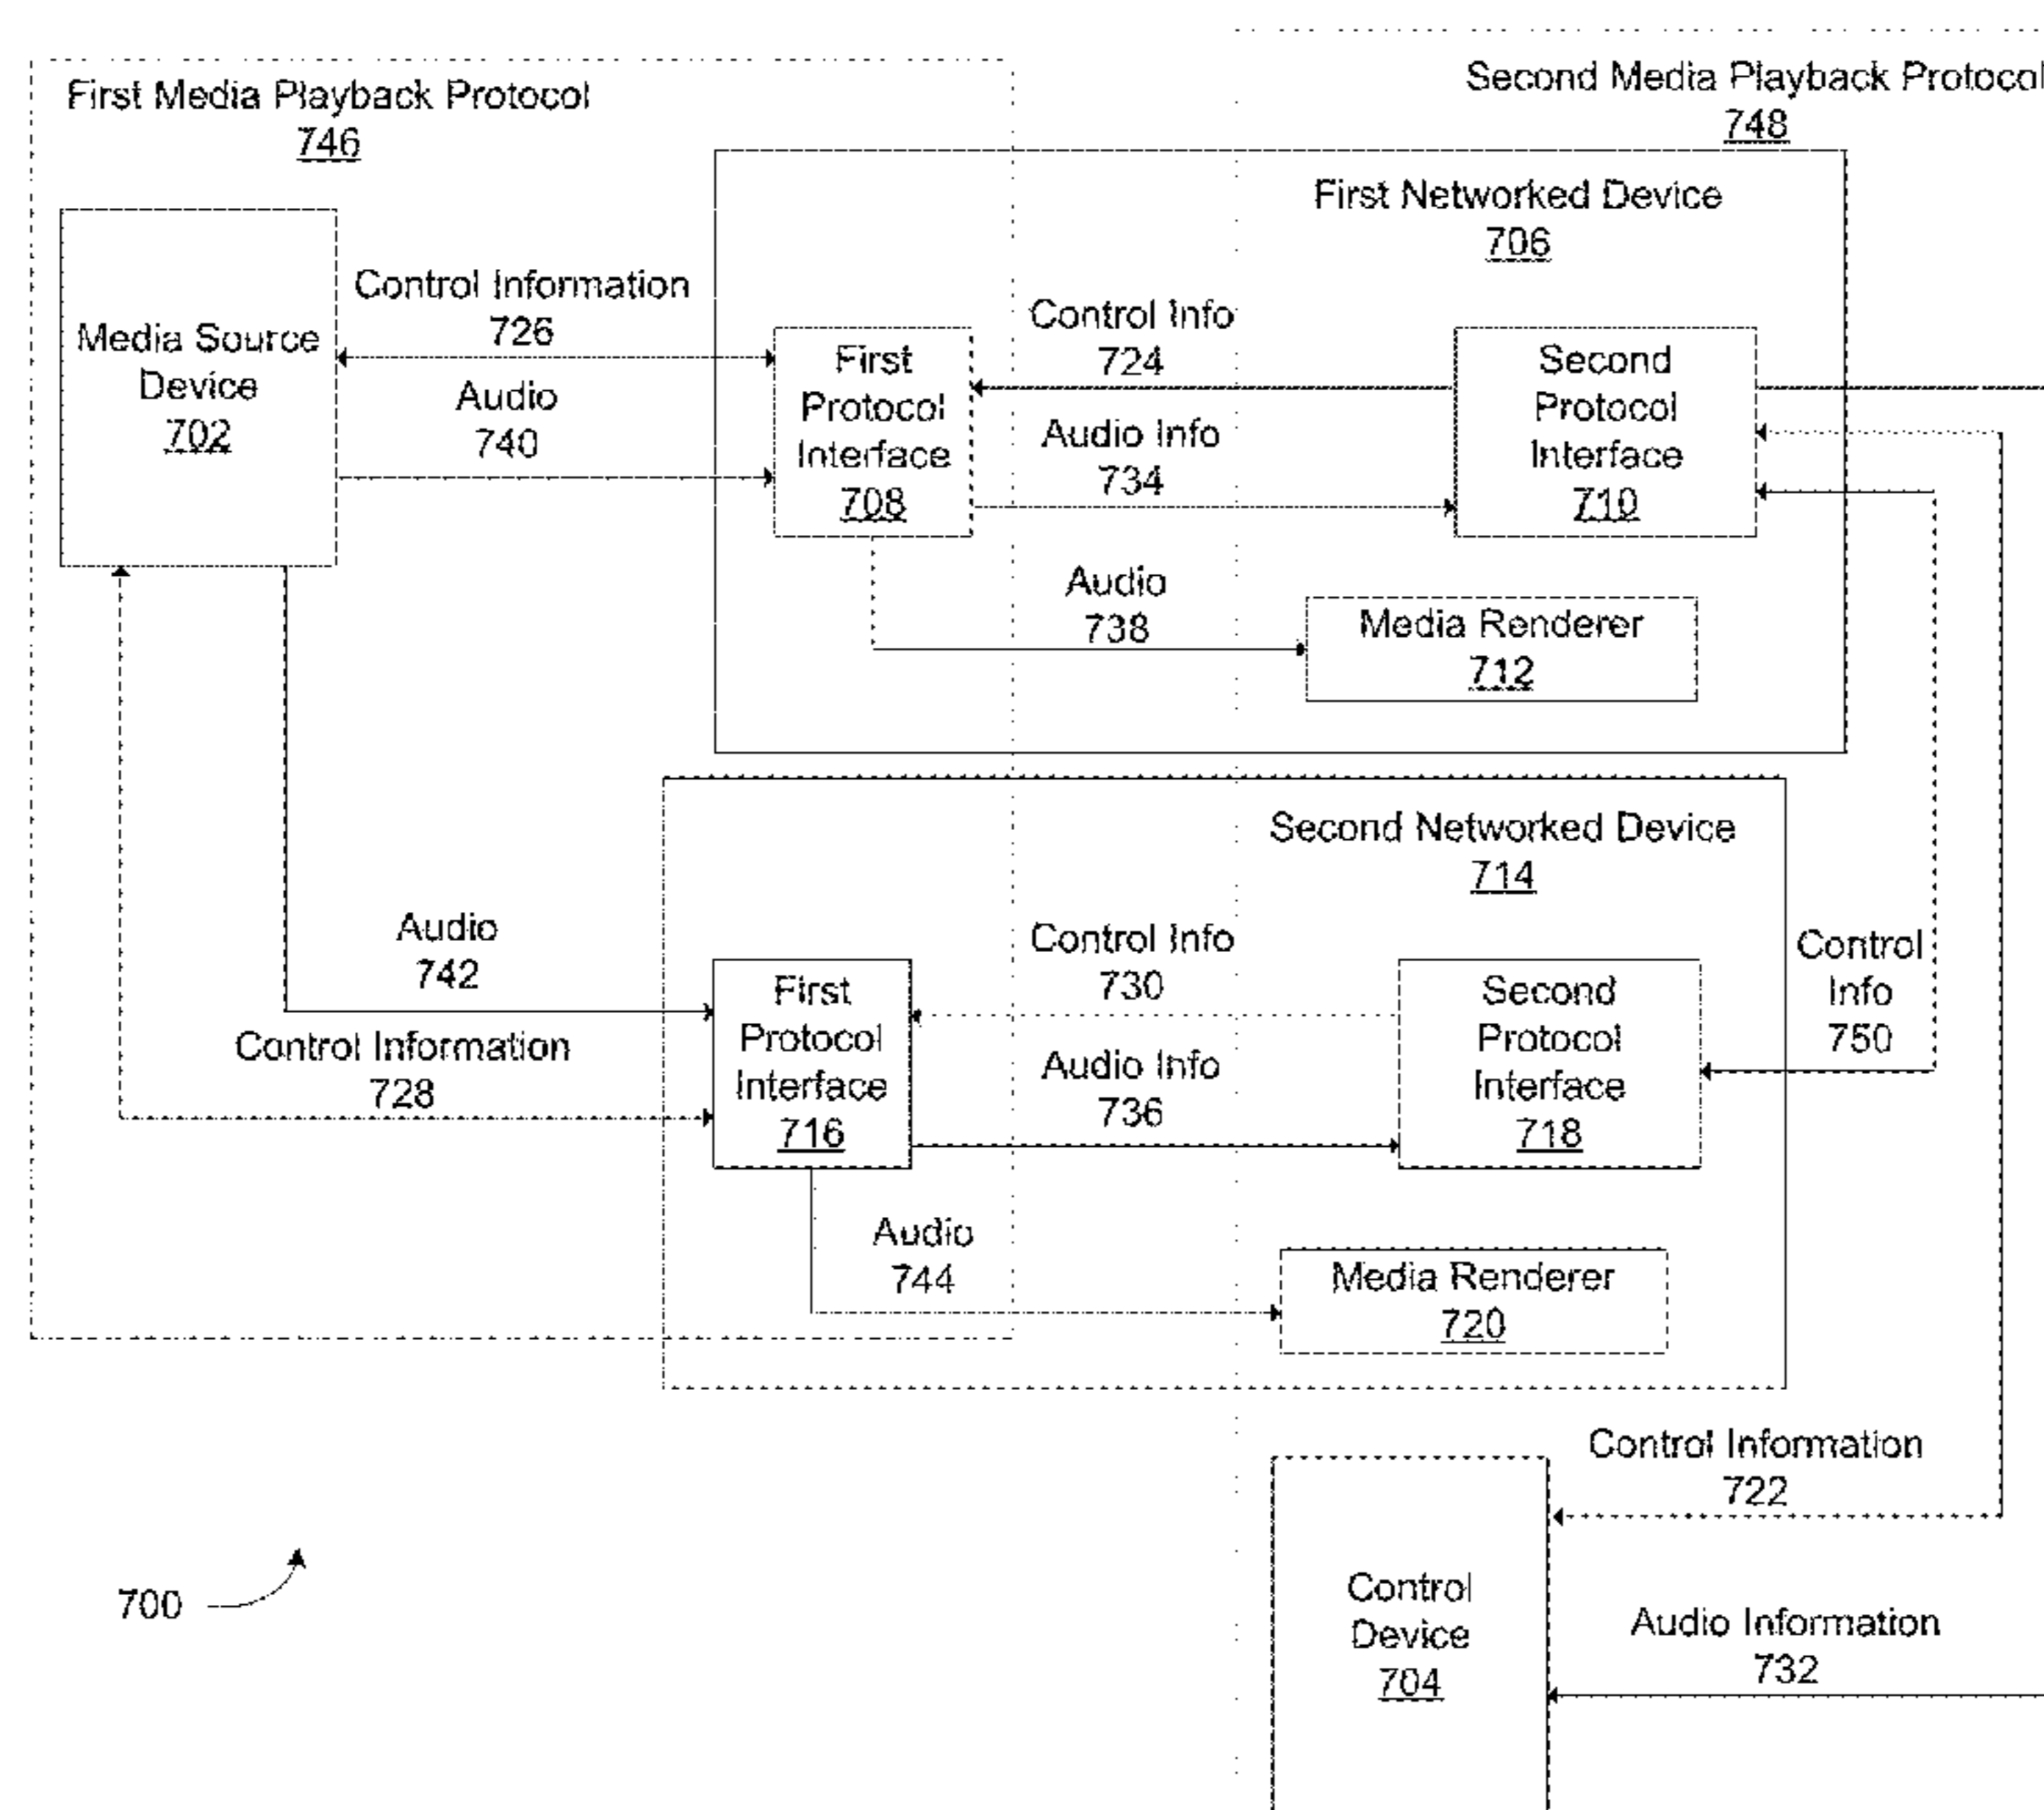 First Media Playback Protocol
746
Second Media Playback Protocol
748
First Networked Device
706
Media Source
Device
702
Control Information
726
Audio
740
First
Protocol
Interface
708
Control Info
724
Audio Info
734
Second
Protocol
Interface
710
Audio
738
Media Renderer
712
Second Networked Device
714
Audio
742
Control Information
728
First
Protocol
Interface
716
Control Info
730
Audio Info
736
Second
Protocol
Interface
718
Control
Info
750
Audio
744
Media Renderer
720
Control Information
722
Control
Device
704
Audio Information
732
700